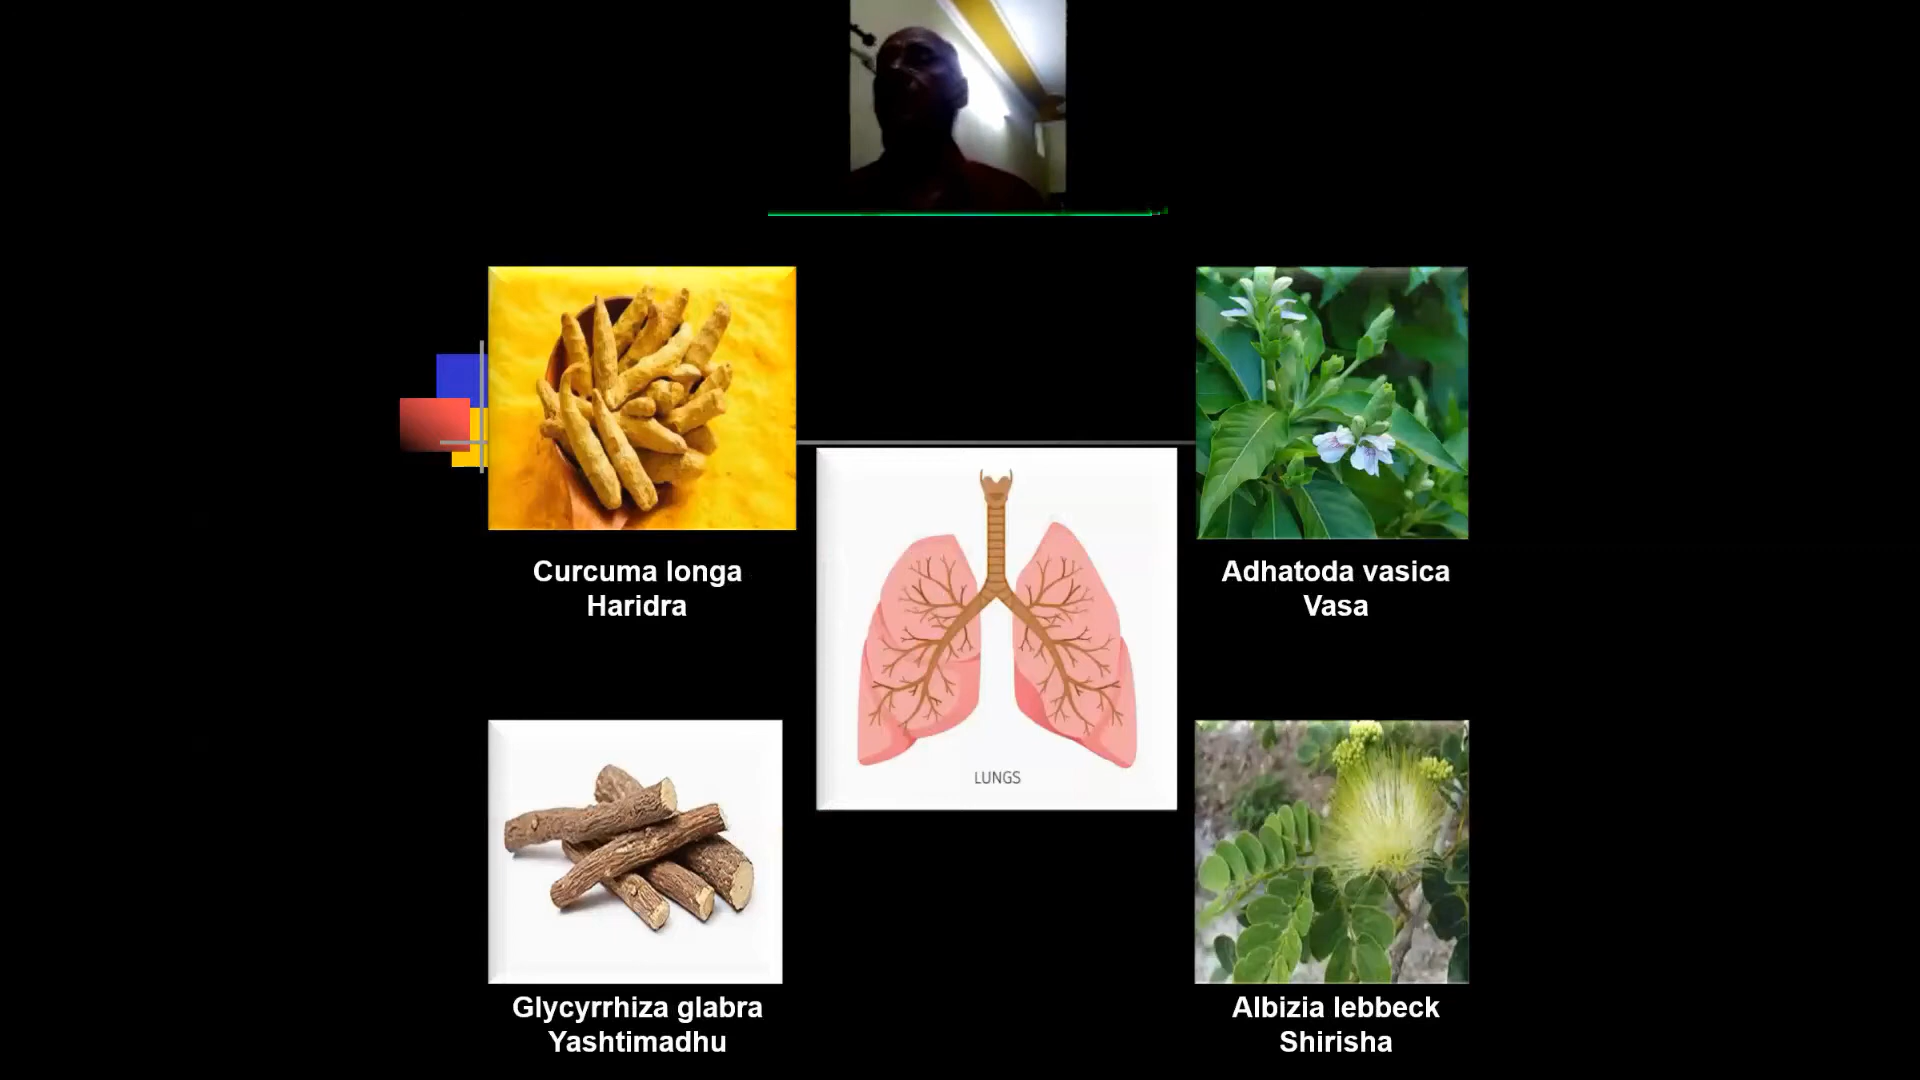 Curcuma longa
Haridra
Adhatoda vasica
Vasa
LUNGS
Glycyrrhiza glabra
Yashtimadhu
Albizia lebbeck
Shirisha